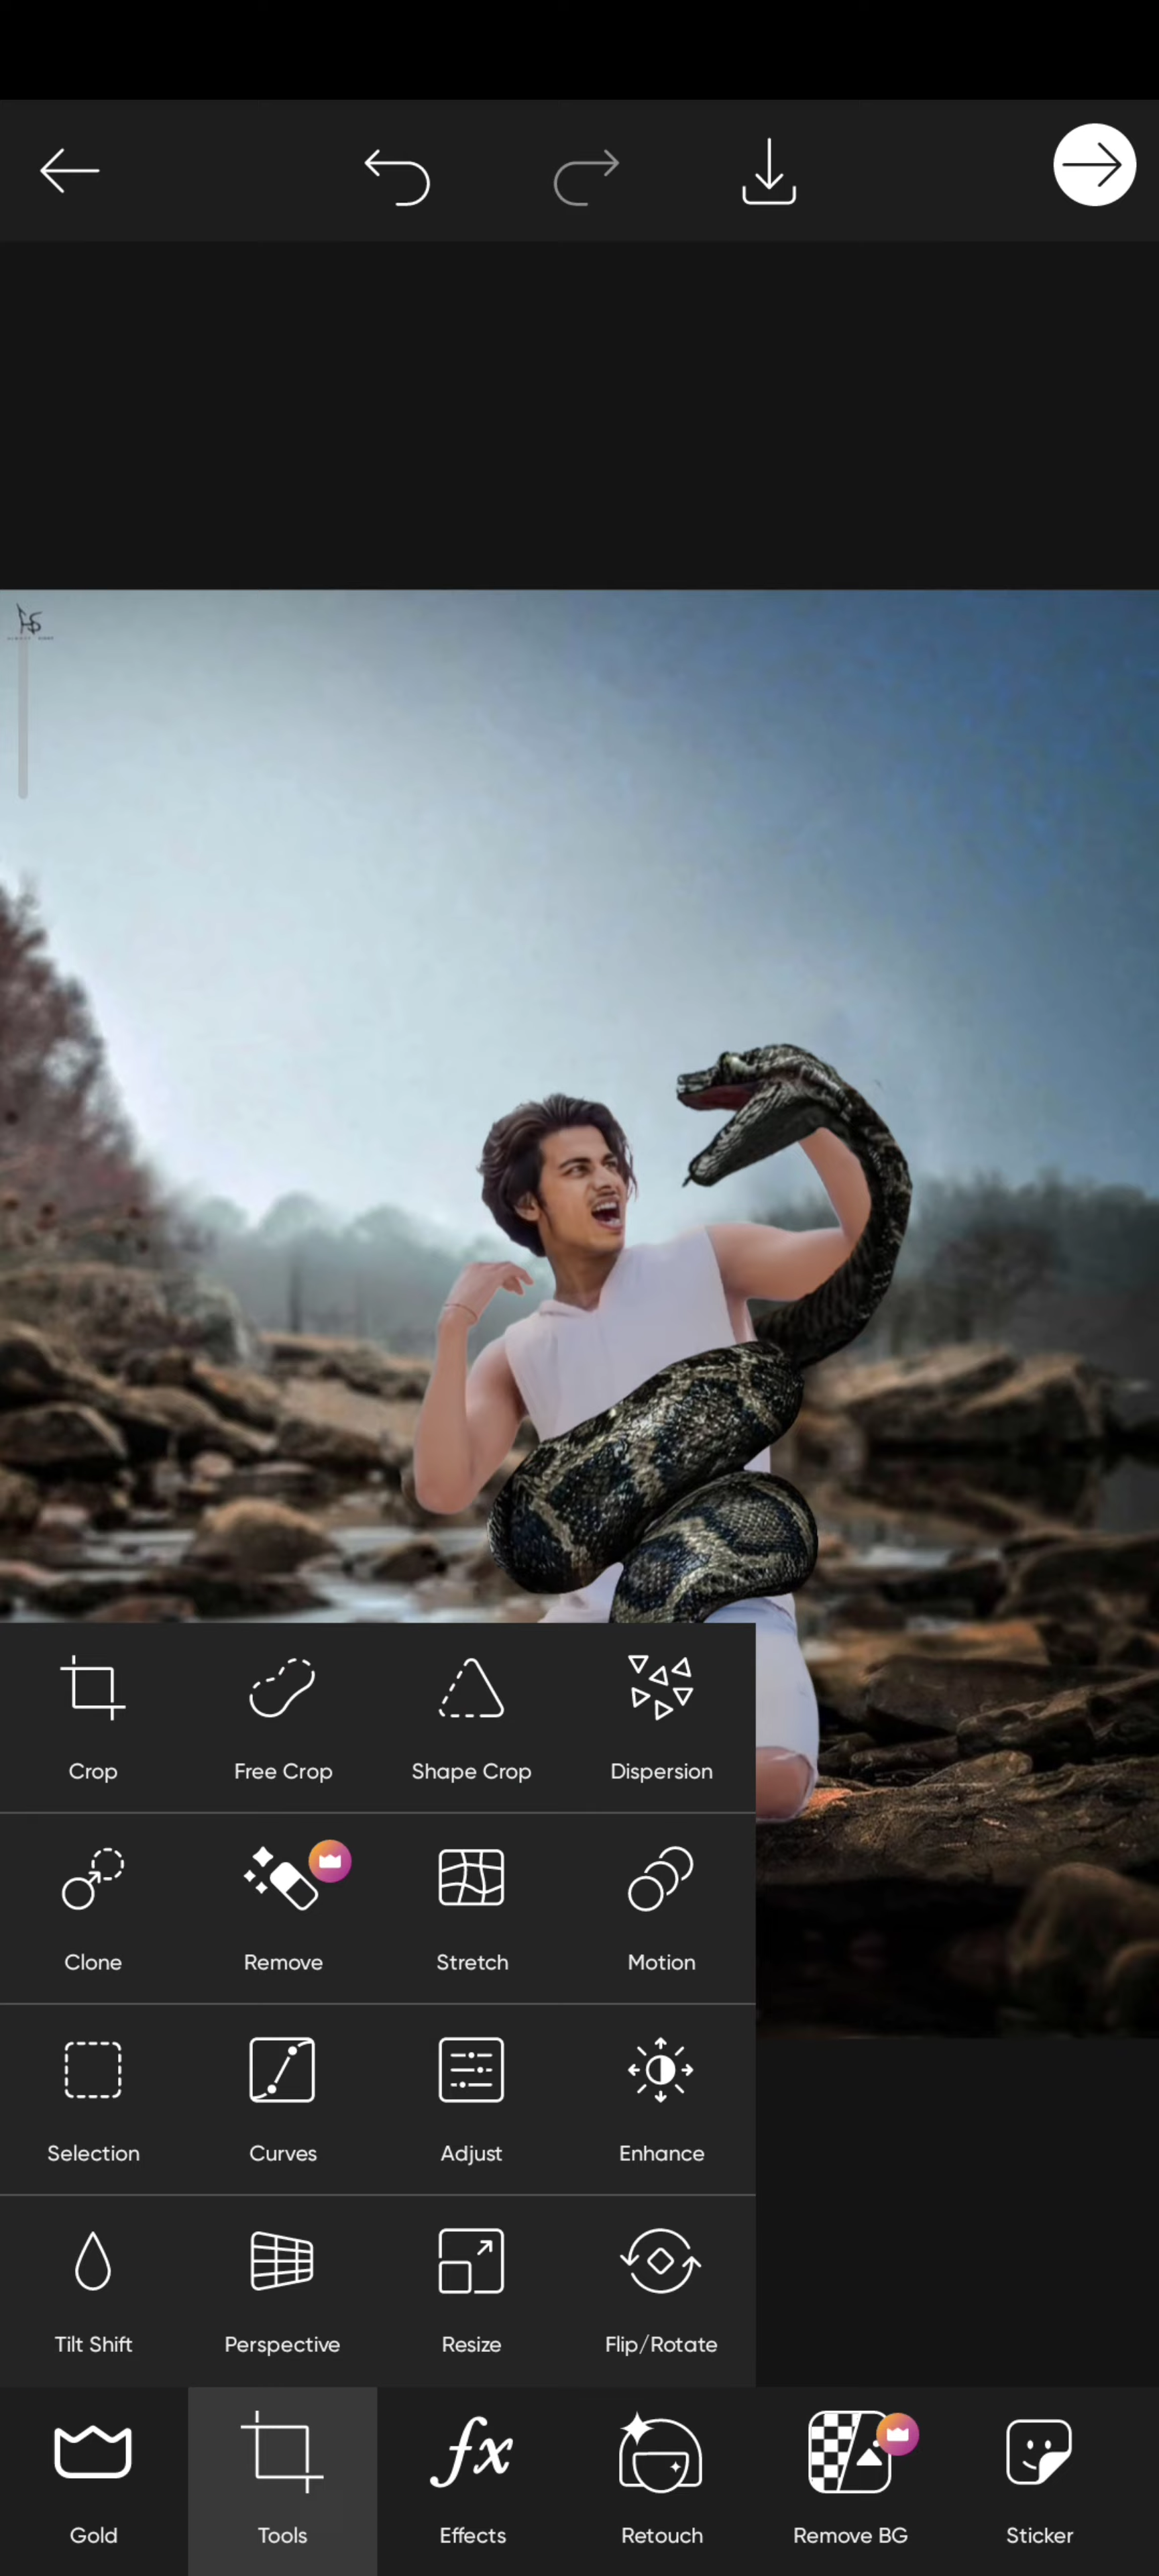 Crop Free Crop Shape Crop Dispersion
Clone Remove Stretch Motion
Selection Curves Adjust Enhance
Tilt Shift Perspective Resize Flip/Rotate
Gold Tools Effects Retouch Remove BG Sticker